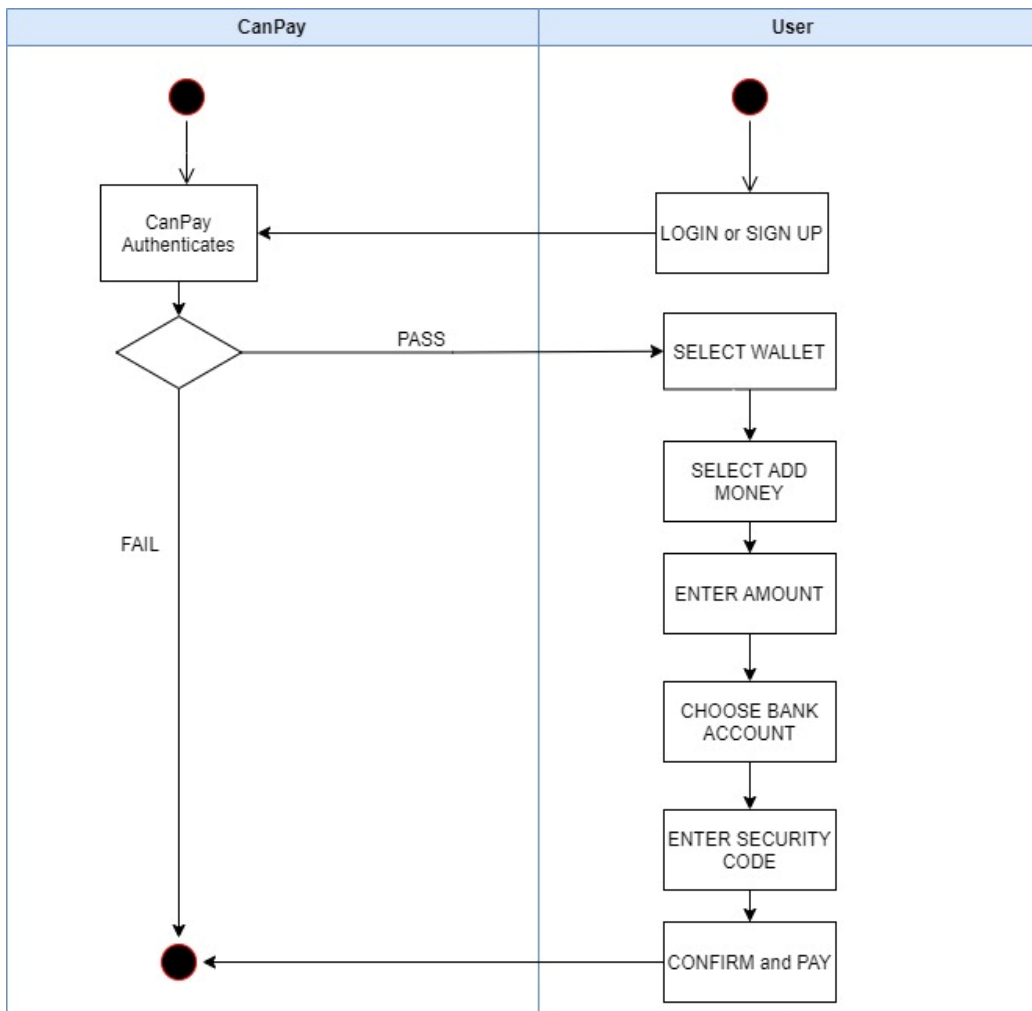 CanPay
User
CanPay
Authenticates
LOGIN or SIGN UP
PASS
SELECT WALLET
SELECT ADD
MONEY
FAIL
ENTER AMOUNT
CHOOSE BANK
ACCOUNT
ENTER SECURITY
CODE
CONFIRM and PAY